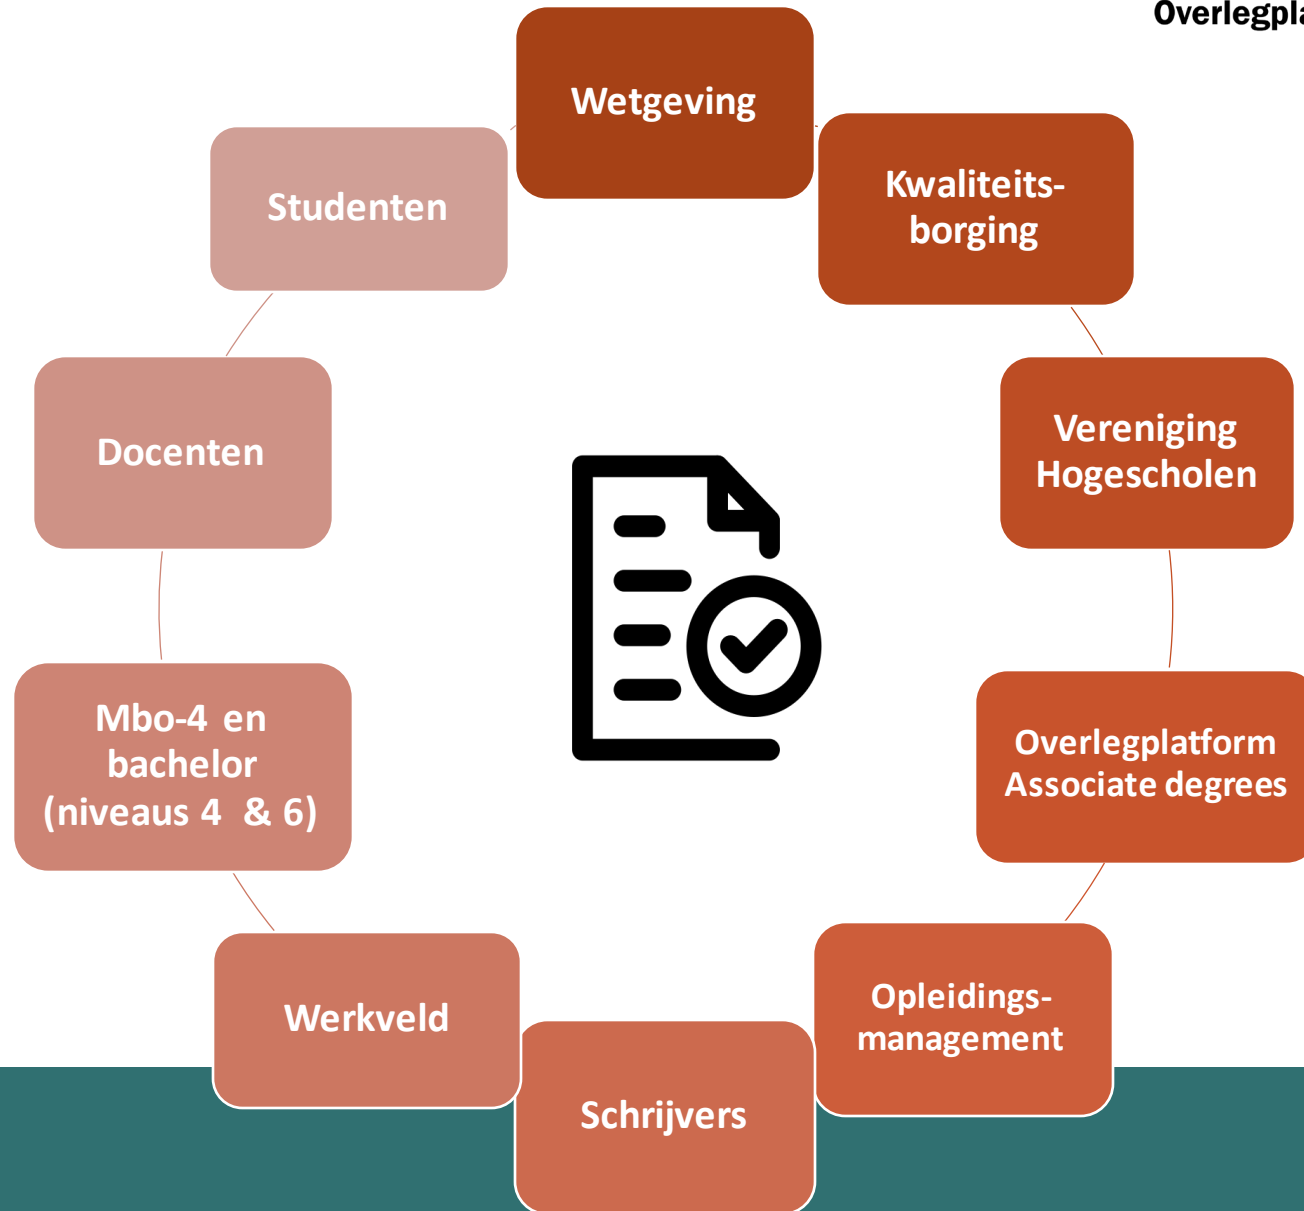 Wetgeving
Kwaliteits-
borging
Vereniging
Hogescholen
Overlegplatform
Associate degrees
Opleidings-
management
Schrijvers
Werkveld
Mbo-4 en
bachelor
(niveaus 4 & 6)
Docenten
Studenten